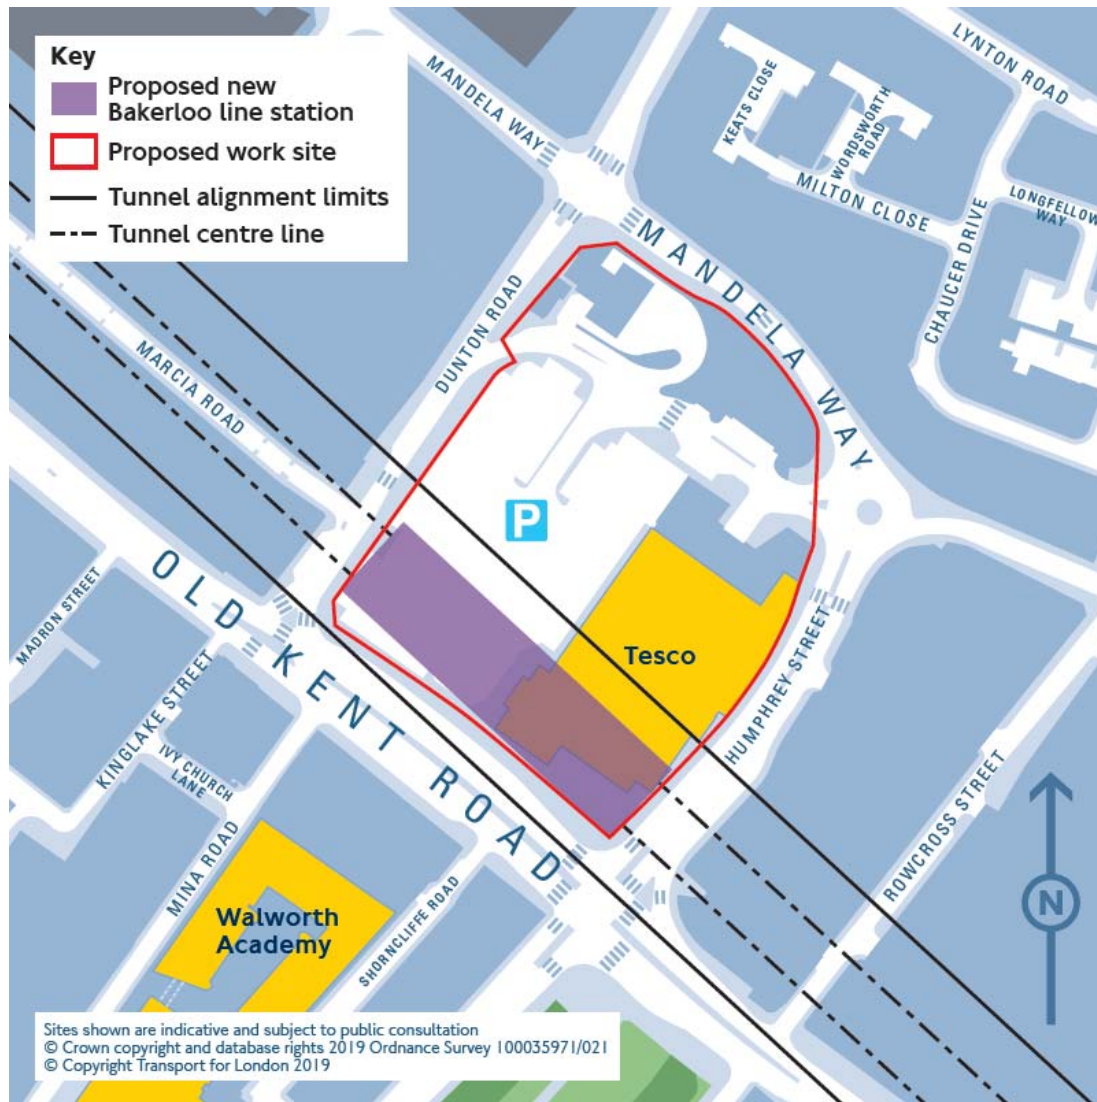 Key
Proposed new
Bakerloo line station
Proposed work site
Tunnel alignment limits
Tunnel centre line
MANDELA WAY
LYNTON ROAD
KEATS CLOSE
WORDSWORTH
ROAD
MILTON CLOSE
LONGFELLOW
WAY
CHAUCER DRIVE
MANDELA WAY
DUNTON ROAD
MARCIA ROAD
P
Tesco
OLD KENT ROAD
MADRON STREET
KINGLAKE STREET
IVY CHURCH
LANE
MINA ROAD
HUMPHREY STREET
ROWCROSS STREET
SHORNCLIFFE ROAD
Walworth
Academy
N
Sites shown are indicative and subject to public consultation
© Crown copyright and database rights 2019 Ordnance Survey 100035971/021
© Copyright Transport for London 2019